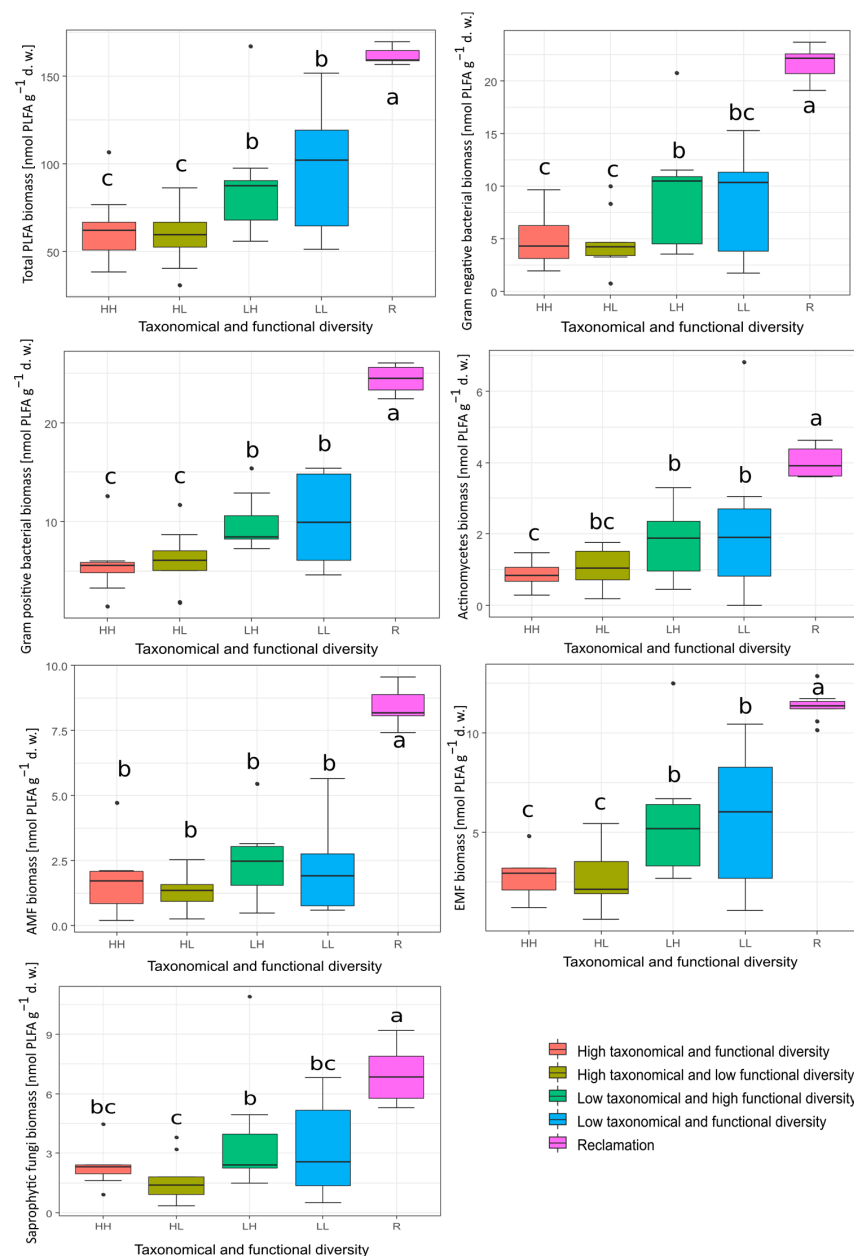 Total PLFA biomass [nmol PLFA g⁻¹ d. w.]
150
100
50
c
c
b
b
a
HH
HL
LH
LL
R
Taxonomical and functional diversity
Gram negative bacterial biomass [nmol PLFA g⁻¹ d. w.]
25
20
15
10
5
0
c
c
b
bc
a
HH
HL
LH
LL
R
Taxonomical and functional diversity
Gram positive bacterial biomass [nmol PLFA g⁻¹ d. w.]
20
10
c
c
b
b
a
HH
HL
LH
LL
R
Taxonomical and functional diversity
Actinomycetes biomass [nmol PLFA g⁻¹ d. w.]
6
4
2
0
c
bc
b
b
a
HH
HL
LH
LL
R
Taxonomical and functional diversity
AMF biomass [nmol PLFA g⁻¹ d. w.]
10.0
7.5
5.0
2.5
0.0
b
b
b
b
a
HH
HL
LH
LL
R
Taxonomical and functional diversity
EMF biomass [nmol PLFA g⁻¹ d. w.]
10
5
c
c
b
b
a
HH
HL
LH
LL
R
Taxonomical and functional diversity
Saprophytic fungi biomass [nmol PLFA g⁻¹ d. w.]
9
6
3
0
bc
c
b
bc
a
HH
HL
LH
LL
R
Taxonomical and functional diversity
High taxonomical and functional diversity
High taxonomical and low functional diversity
Low taxonomical and high functional diversity
Low taxonomical and functional diversity
Reclamation